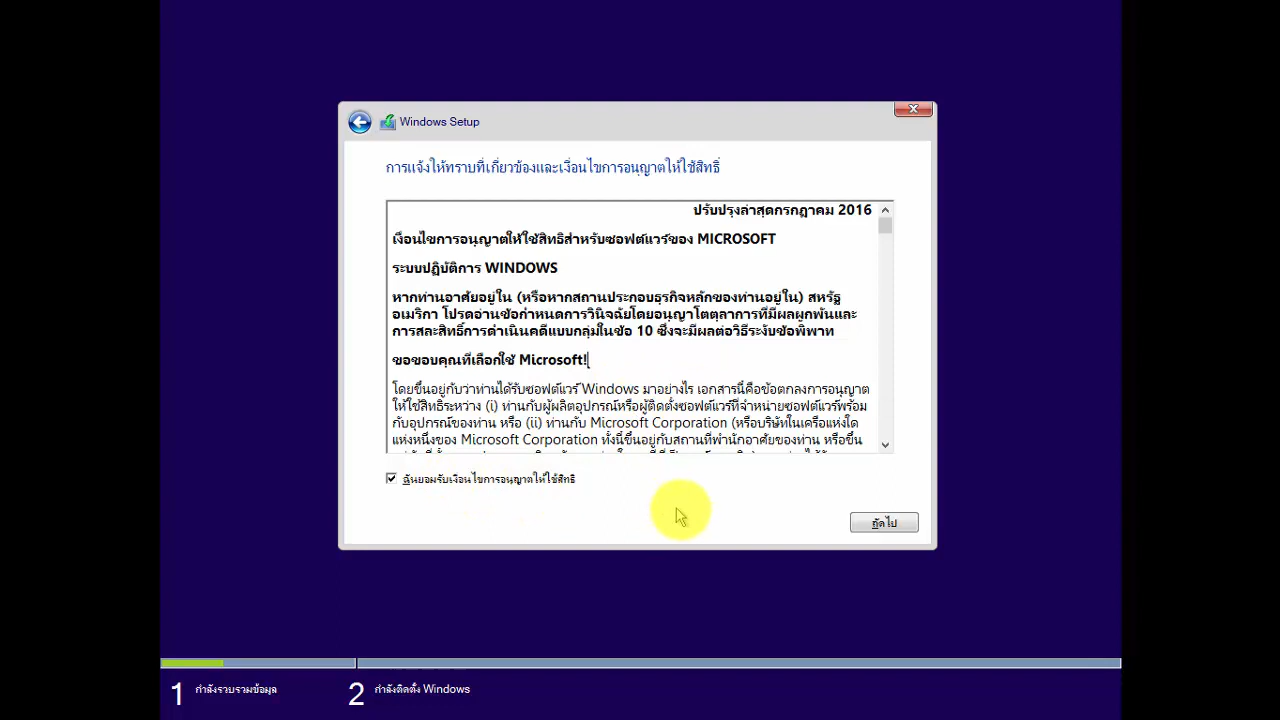 Windows Setup
การแจ้งให้ทราบที่เกี่ยวข้องและเงื่อนไขการอนุญาตให้ใช้สิทธิ์
ปรับปรุงล่าสุดกรกฎาคม 2016
เงื่อนไขการอนุญาตให้ใช้สิทธิสำหรับซอฟต์แวร์ของ MICROSOFT
ระบบปฏิบัติการ WINDOWS
หากท่านอาศัยอยู่ใน (หรือหากสถานประกอบธุรกิจหลักของท่านอยู่ใน) สหรัฐ
อเมริกา โปรดอ่านข้อกำหนดการวินิจฉัยโดยอนุญาโตตุลาการที่มีผลผูกพันและ
การสละสิทธิ์การดำเนินคดีแบบกลุ่มในข้อ 10 ซึ่งจะมีผลต่อวิธีระงับข้อพิพาท
ขอขอบคุณที่เลือกใช้ Microsoft!
โดยขึ้นอยู่กับว่าท่านได้รับซอฟต์แวร์ Windows มาอย่างไร เอกสารนี้คือข้อตกลงการอนุญาต
ให้ใช้สิทธิระหว่าง (i) ท่านกับผู้ผลิตอุปกรณ์หรือผู้ติดตั้งซอฟต์แวร์ที่จำหน่ายซอฟต์แวร์พร้อม
กับอุปกรณ์ของท่าน หรือ (ii) ท่านกับ Microsoft Corporation (หรือบริษัทในเครือแห่งใด
แห่งหนึ่งของ Microsoft Corporation ทั้งนี้ขึ้นอยู่กับสถานที่พำนักอาศัยของท่าน หรือขึ้น
ฉันยอมรับเงื่อนไขการอนุญาตให้ใช้สิทธิ
ถัดไป
1 กำลังรวบรวมข้อมูล
2 กำลังติดตั้ง Windows